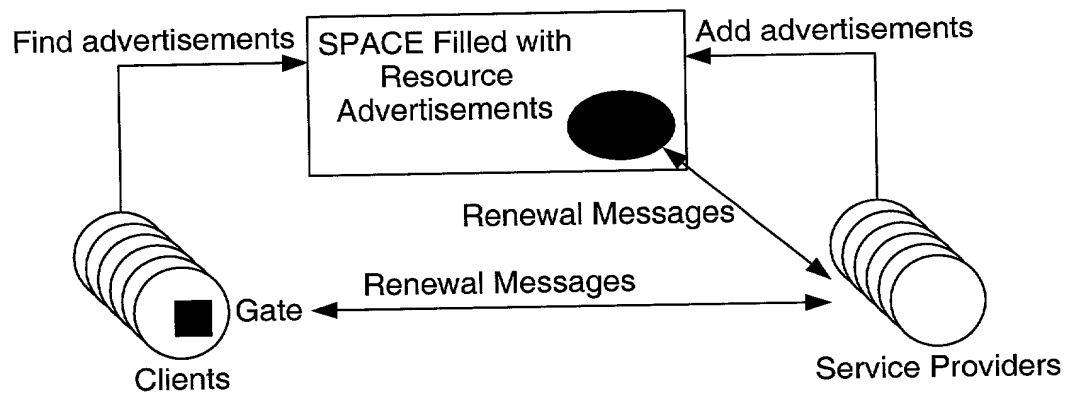 Find advertisements
SPACE Filled with
Resource
Advertisements
Add advertisements
Renewal Messages
Renewal Messages
Gate
Clients
Service Providers